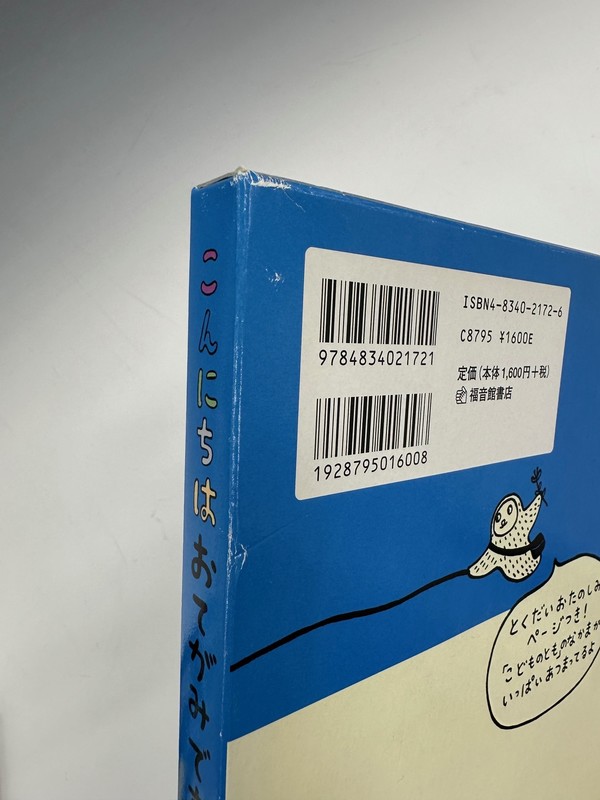 こんにちは おてがみで
9784834021721
1928795016008
ISBN4-8340-2172-6
C8795 ¥1600E
定価(本体1,600円+税)
福音館書店
とくだいおたのしみ
ページつき!
「こどものとも」のなかまが
いっぱいあつまってるよ